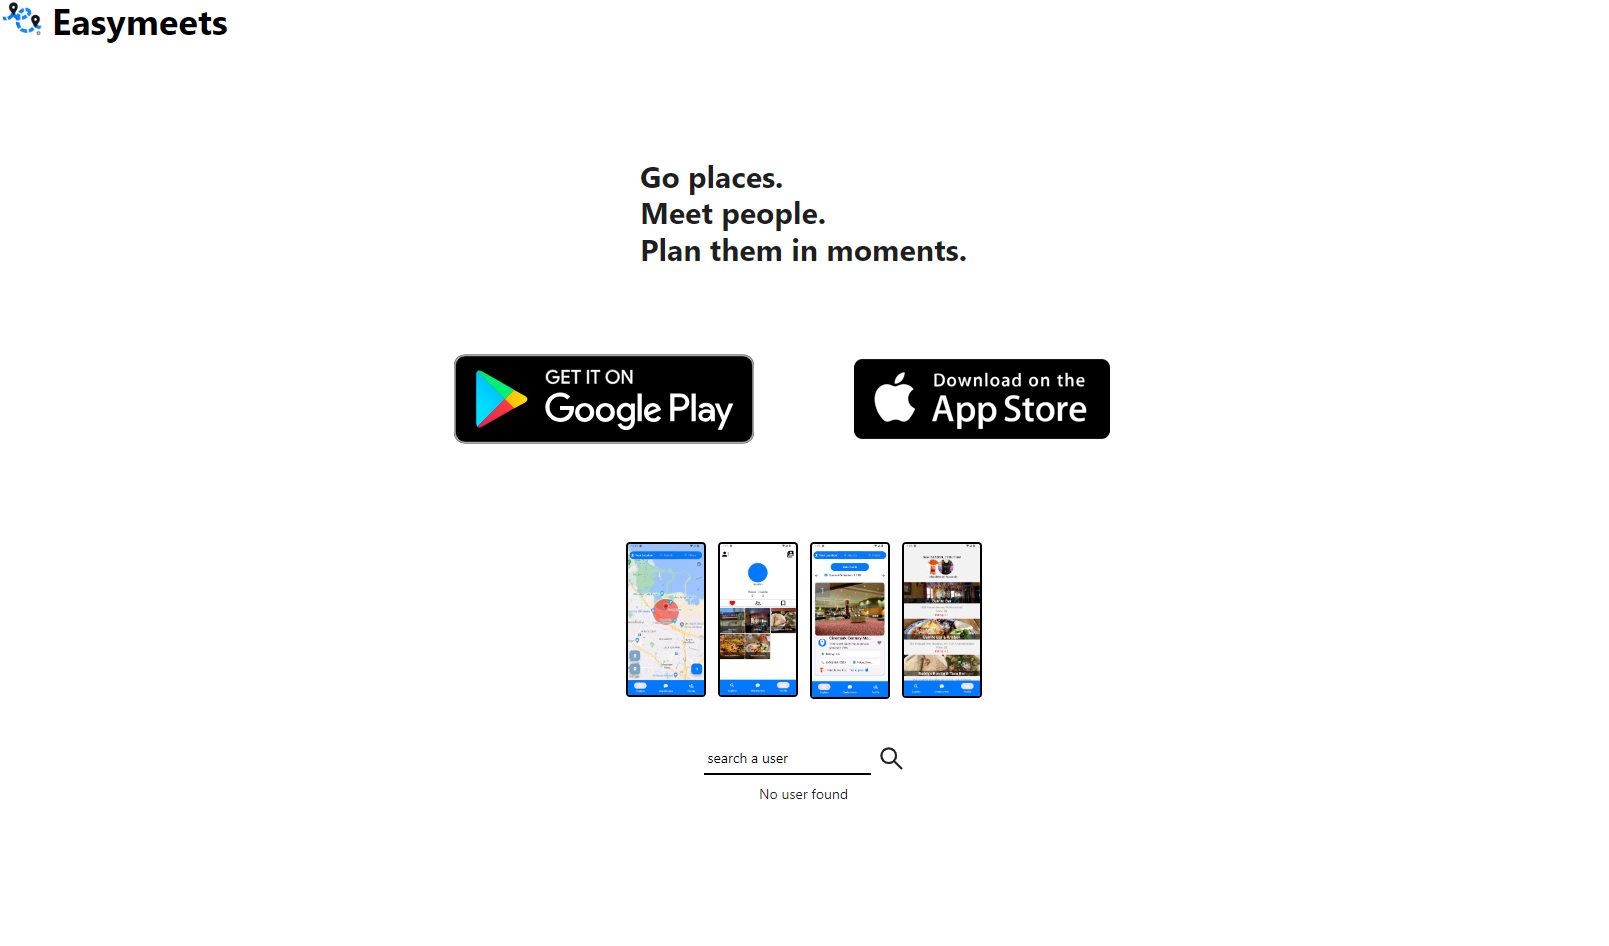 Easymeets
Go places.
Meet people.
Plan them in moments.
GET IT ON
Google Play
Download on the
App Store
search a user
No user found